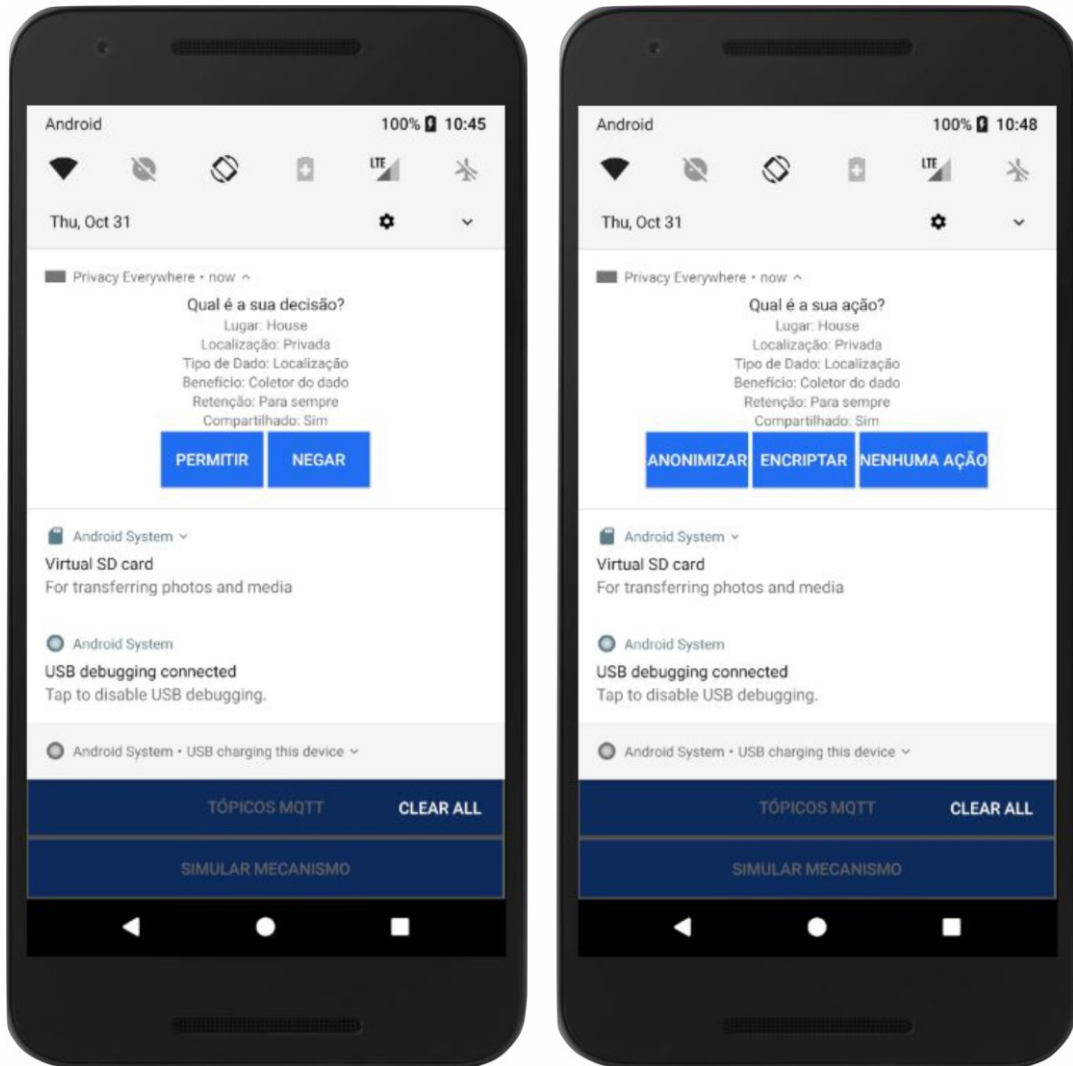 Android 100% 10:45
LTE
Thu, Oct 31
Privacy Everywhere • now
Qual é a sua decisão?
Lugar: House
Localização: Privada
Tipo de Dado: Localização
Benefício: Coletor do dado
Retenção: Para sempre
Compartilhado: Sim
PERMITIR NEGAR
Android System
Virtual SD card
For transferring photos and media
Android System
USB debugging connected
Tap to disable USB debugging.
Android System • USB charging this device
TÓPICOS MQTT CLEAR ALL
SIMULAR MECANISMO
Android 100% 10:48
LTE
Thu, Oct 31
Privacy Everywhere • now
Qual é a sua ação?
Lugar: House
Localização: Privada
Tipo de Dado: Localização
Benefício: Coletor do dado
Retenção: Para sempre
Compartilhado: Sim
ANONIMIZAR ENCRIPTAR NENHUMA AÇÃO
Android System
Virtual SD card
For transferring photos and media
Android System
USB debugging connected
Tap to disable USB debugging.
Android System • USB charging this device
TÓPICOS MQTT CLEAR ALL
SIMULAR MECANISMO